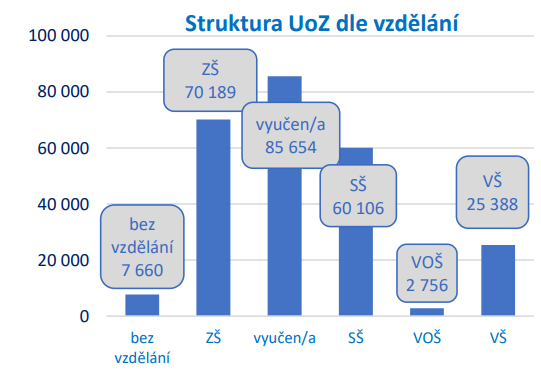 Struktura UoZ dle vzdělání
100 000
80 000
60 000
40 000
20 000
0
bez
vzdělání
7 660
ZŠ
70 189
vyučen/a
85 654
SŠ
60 106
VOŠ
2 756
VŠ
25 388
bez
vzdělání
ZŠ
vyučen/a
SŠ
VOŠ
VŠ